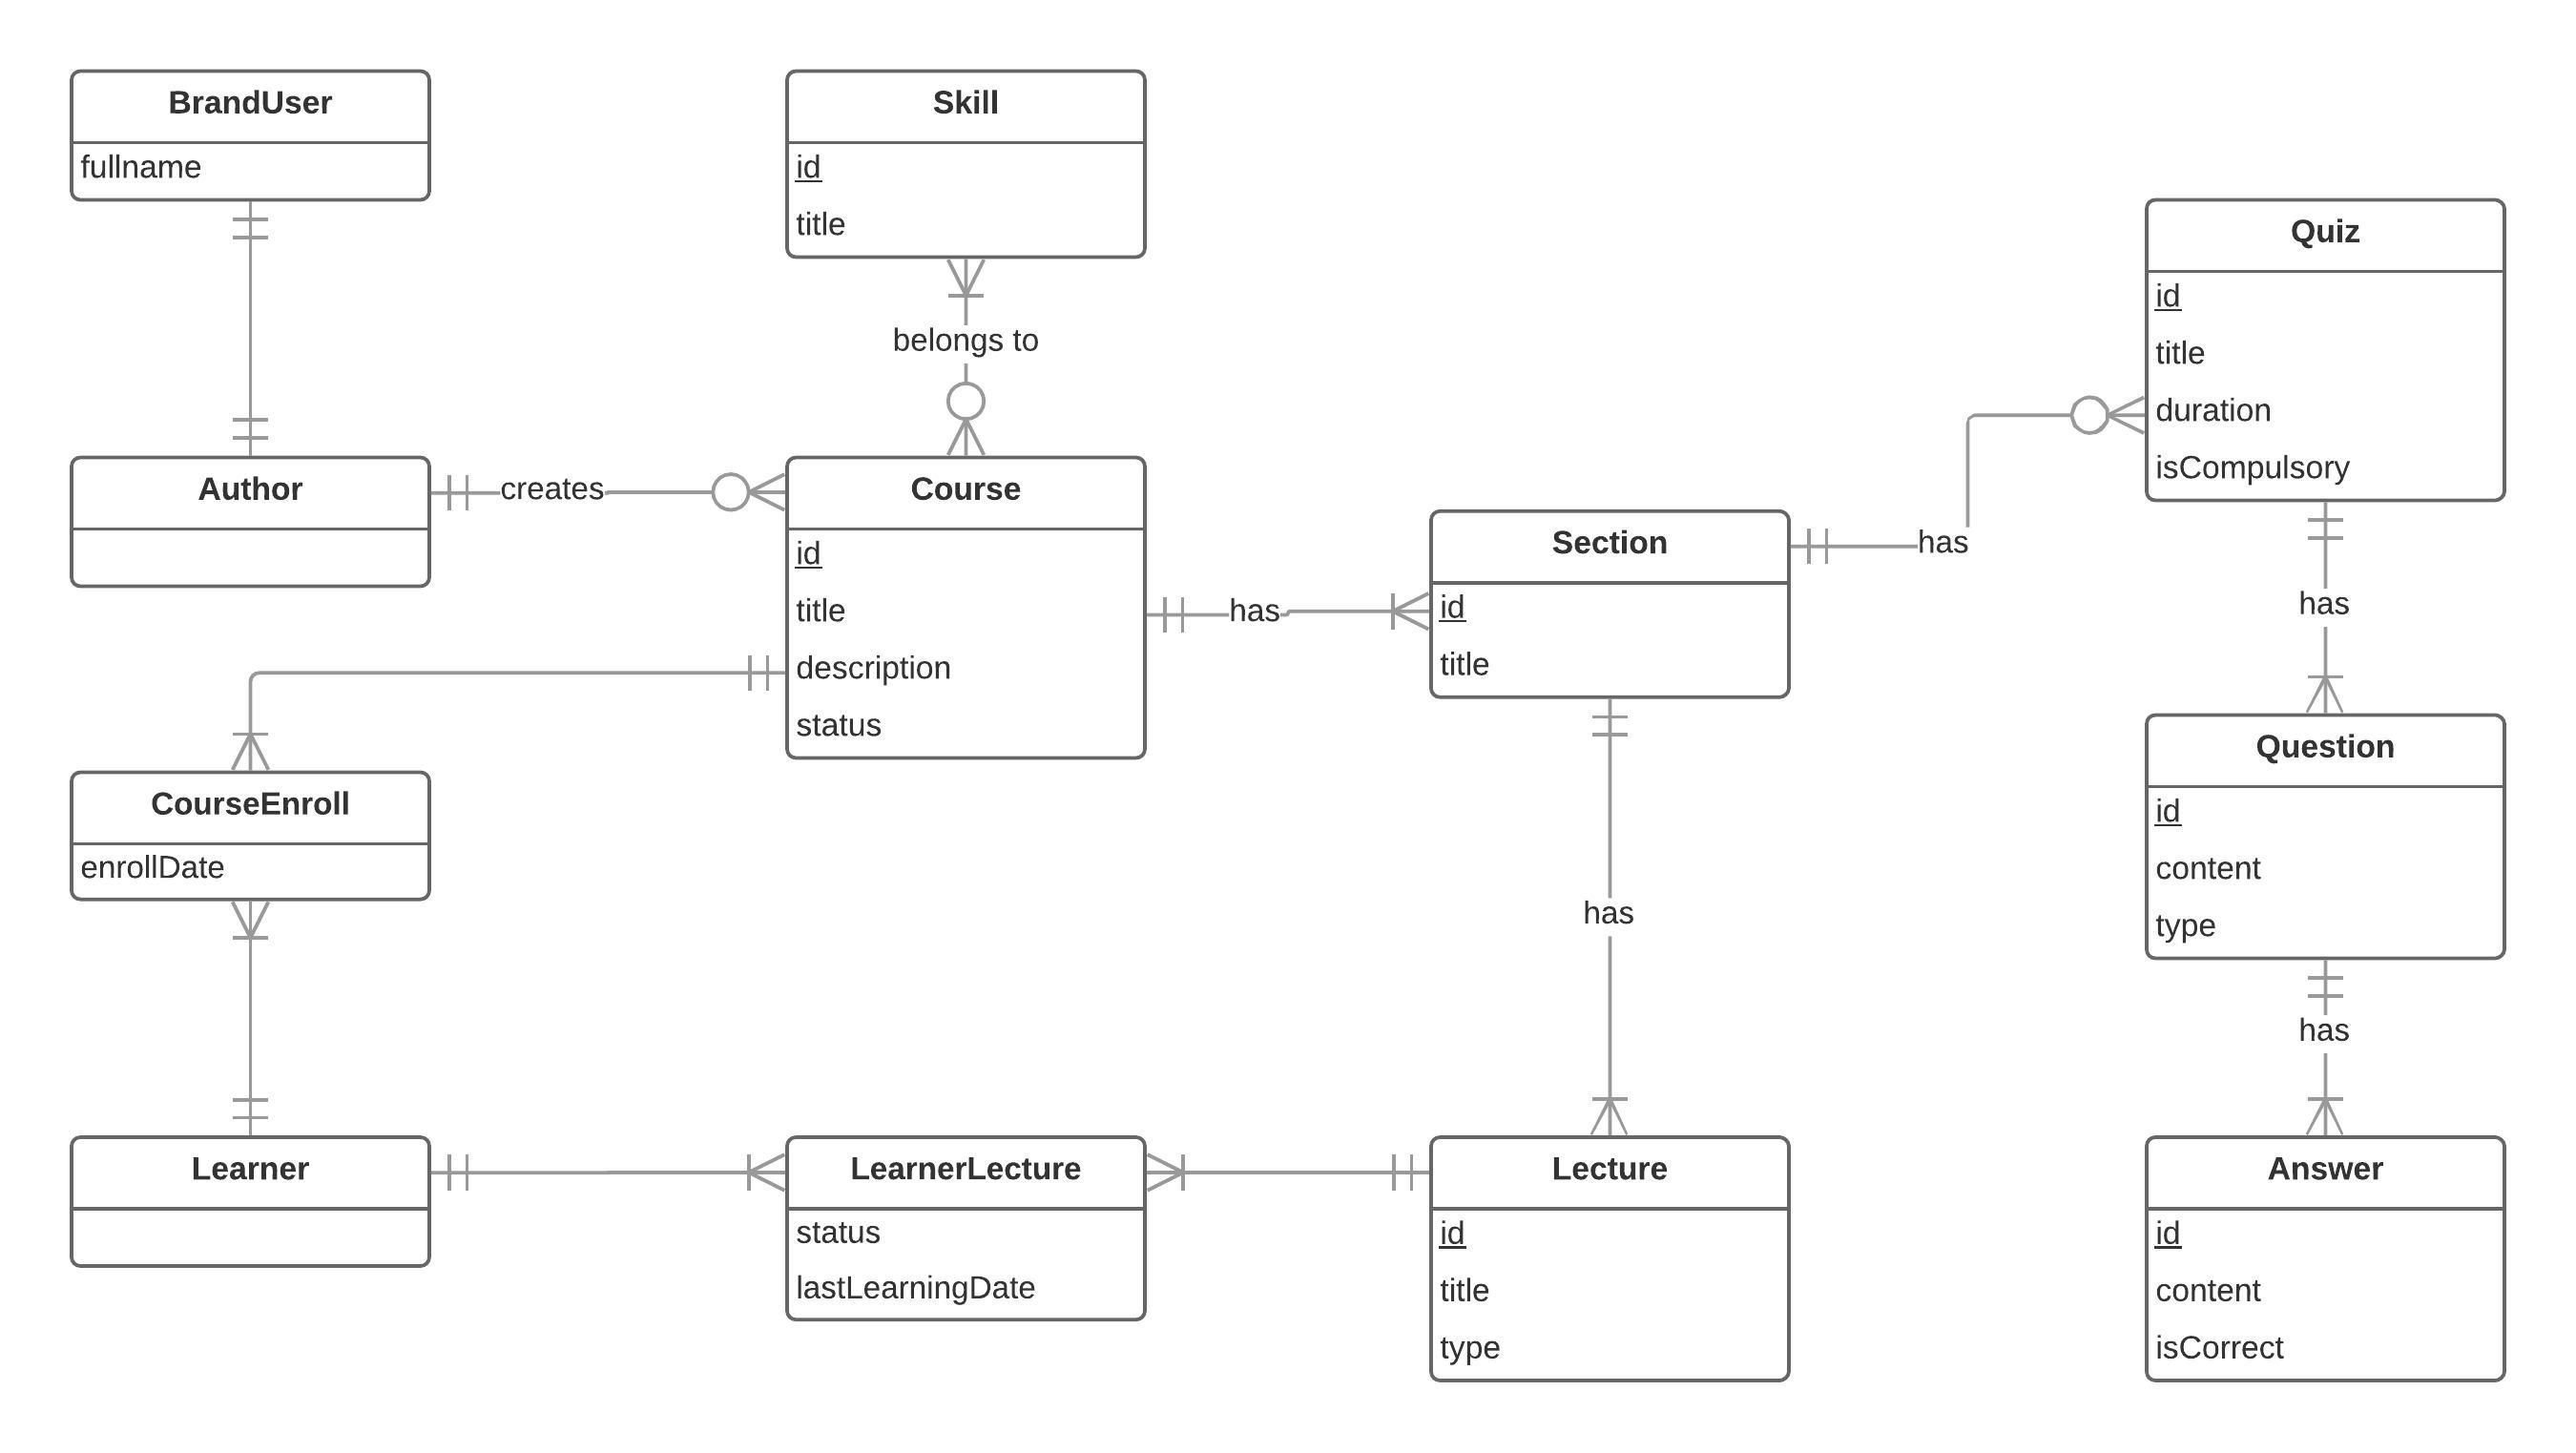 BrandUser
fullname
Skill
id
title
belongs to
Author
creates
Course
id
title
description
status
has
Section
id
title
has
Quiz
id
title
duration
isCompulsory
has
Question
id
content
type
has
Answer
id
content
isCorrect
CourseEnroll
enrollDate
has
Learner
LearnerLecture
status
lastLearningDate
Lecture
id
title
type